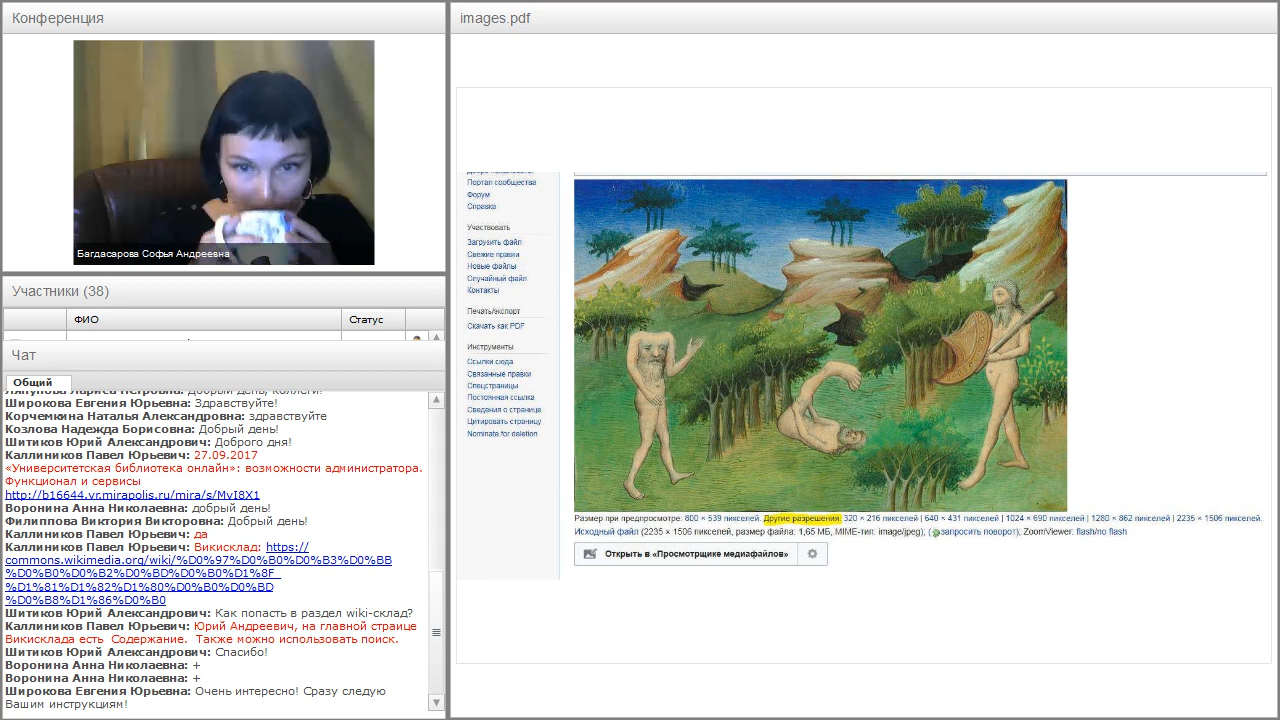 Конференция
Багдасарова Софья Андреевна
Участники (38)
ФИО
Статус
Чат
Общий
Широкова Евгения Юрьевна: Здравствуйте!
Корчемкина Наталья Александровна: здравствуйте
Козлова Надежда Борисовна: Добрый день!
Шитиков Юрий Александрович: Доброго дня!
Каллиников Павел Юрьевич: 27.09.2017
«Университетская библиотека онлайн»: возможности администратора.
Функционал и сервисы
http://b16644.vr.mirapolis.ru/mira/s/MvI8X1
Воронина Анна Николаевна: добрый день!
Филиппова Виктория Викторовна: Добрый день!
Каллиников Павел Юрьевич: да
Каллиников Павел Юрьевич: Викисклад: https://
commons.wikimedia.org/wiki/%D0%97%D0%B0%D0%B3%D0%BB
%D0%B0%D0%B2%D0%BD%D0%B0%D1%8F_
%D1%81%D1%82%D1%80%D0%B0%D0%BD
%D0%B8%D1%86%D0%B0
Шитиков Юрий Александрович: Как попасть в раздел wiki-склад?
Каллиников Павел Юрьевич: Юрий Андреевич, на главной страице
Викисклада есть Содержание. Также можно использовать поиск.
Шитиков Юрий Александрович: Спасибо!
Воронина Анна Николаевна: +
Воронина Анна Николаевна: +
Широкова Евгения Юрьевна: Очень интересно! Сразу следую
Вашим инструкциям!
images.pdf
Портал сообщества
Форум
Справка
Участвовать
Загрузить файл
Свежие правки
Новые файлы
Случайный файл
Контакты
Печать/экспорт
Скачать как PDF
Инструменты
Ссылки сюда
Связанные правки
Спецстраницы
Постоянная ссылка
Сведения о странице
Цитировать страницу
Nominate for deletion
Размер при предпросмотре: 800 × 539 пикселей. Другие разрешения: 320 × 216 пикселей | 640 × 431 пикселей | 1024 × 690 пикселей | 1280 × 862 пикселей | 2235 × 1506 пикселей.
Исходный файл (2235 × 1506 пикселей, размер файла: 1,65 МБ, MIME-тип: image/jpeg); (запросить поворот); ZoomViewer: flash/no flash
Открыть в «Просмотрщике медиафайлов»